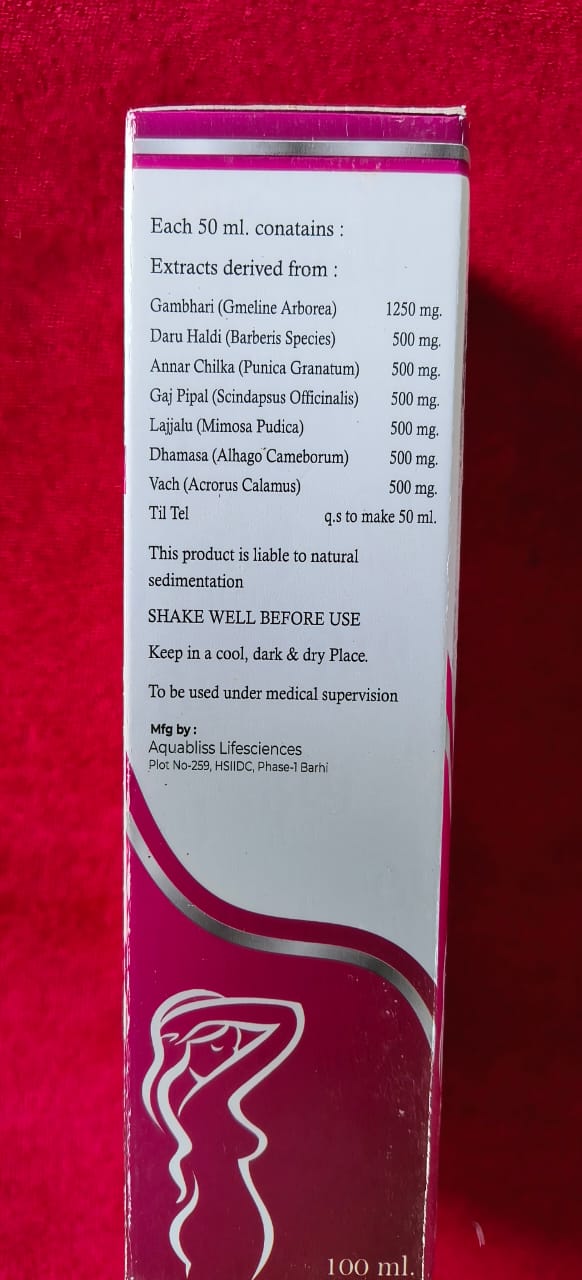 Each 50 ml. conatains :
Extracts derived from :
Gambhari (Gmeline Arborea) 1250 mg.
Daru Haldi (Barberis Species) 500 mg.
Annar Chilka (Punica Granatum) 500 mg.
Gaj Pipal (Scindapsus Officinalis) 500 mg.
Lajjalu (Mimosa Pudica) 500 mg.
Dhamasa (Alhago Cameborum) 500 mg.
Vach (Acrorus Calamus) 500 mg.
Til Tel q.s to make 50 ml.
This product is liable to natural
sedimentation
SHAKE WELL BEFORE USE
Keep in a cool, dark & dry Place.
To be used under medical supervision
Mfg by :
Aquabliss Lifesciences
Plot No-259, HSIIDC, Phase-1 Barhi
100 ml.